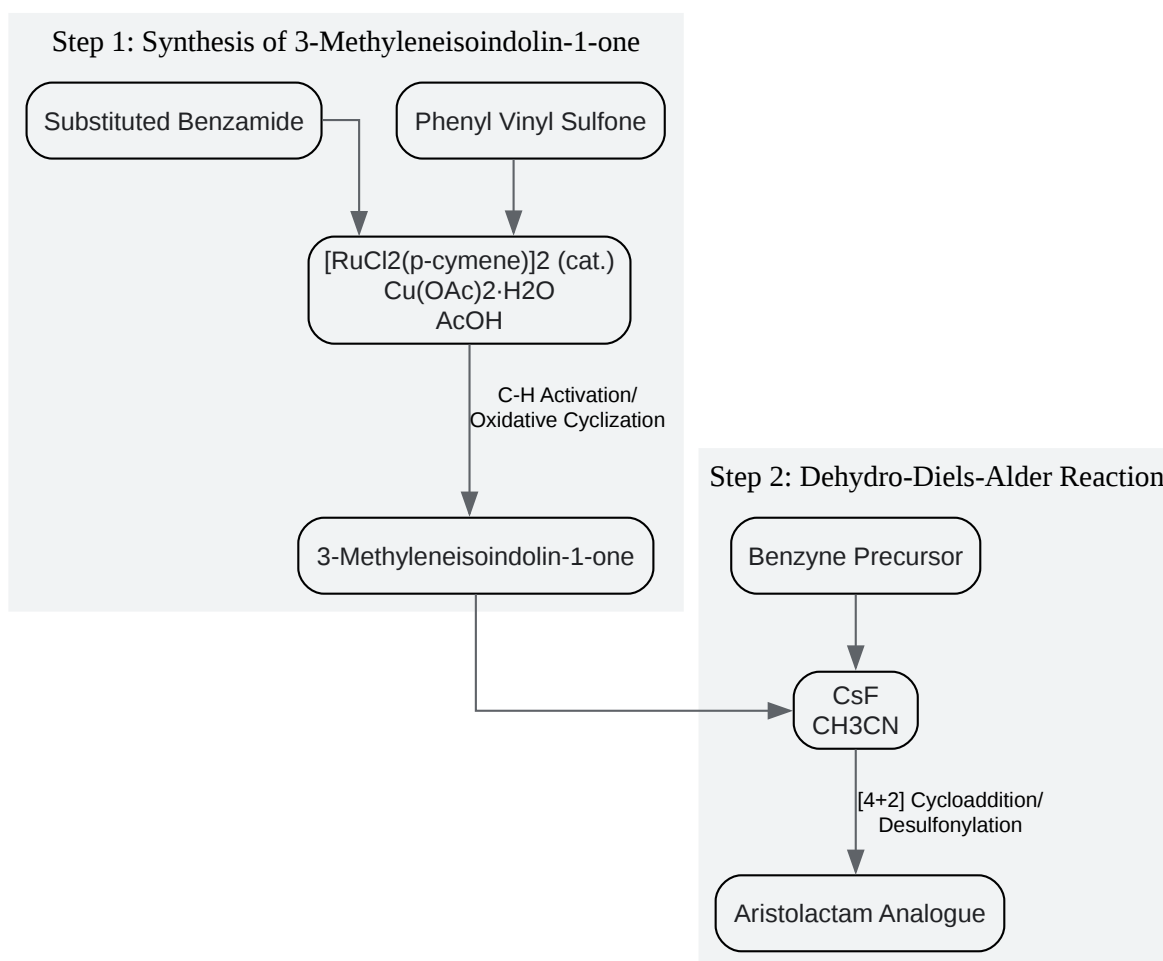 Step 1: Synthesis of 3-Methyleneisoindolin-1-one
Substituted Benzamide
Phenyl Vinyl Sulfone
[RuCl2(p-cymene)]2 (cat.)
Cu(OAc)2·H2O
AcOH
C-H Activation/
Oxidative Cyclization
3-Methyleneisoindolin-1-one
Step 2: Dehydro-Diels-Alder Reaction
Benzyne Precursor
CsF
CH3CN
[4+2] Cycloaddition/
Desulfonylation
Aristolactam Analogue